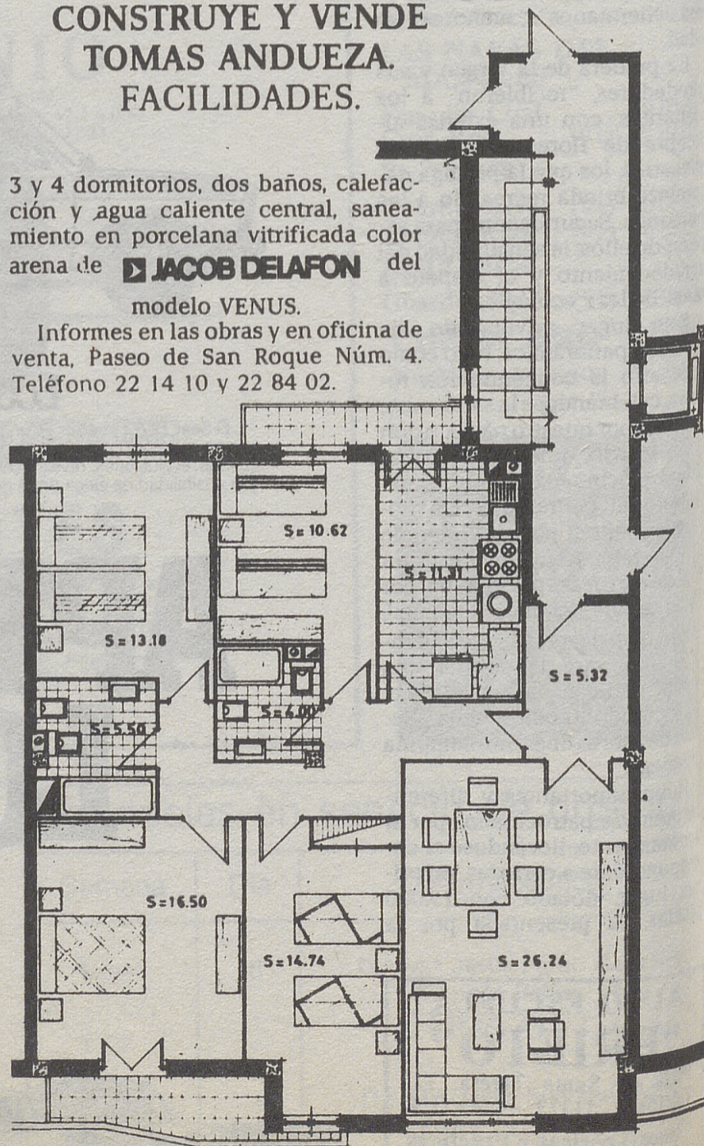 CONSTRUYE Y VENDE
TOMAS ANDUEZA.
FACILIDADES.
3 y 4 dormitorios, dos baños, calefac-
ción y agua caliente central, sanea-
miento en porcelana vitrificada color
arena de JACOB DELAFON del
modelo VENUS.
Informes en las obras y en oficina de
venta, Paseo de San Roque Núm. 4.
Teléfono 22 14 10 y 22 84 02.
S= 10.62
S= 11.31
S= 13.18
S= 5.32
S= 5.50
S= 4.00
S=16.50
S=14.74
S=26.24